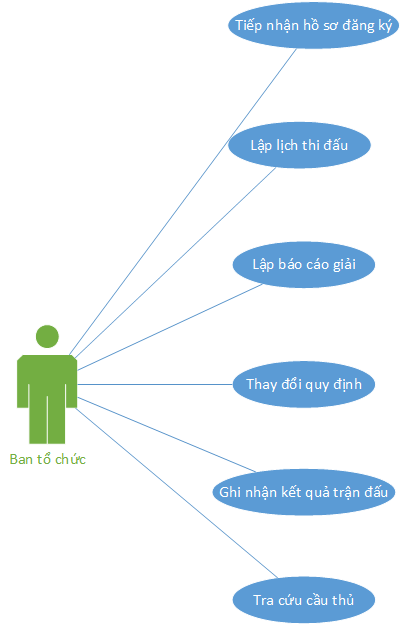 Tiếp nhận hồ sơ đăng ký
Lập lịch thi đấu
Lập báo cáo giải
Thay đổi quy định
Ban tổ chức
Ghi nhận kết quả trận đấu
Tra cứu cầu thủ